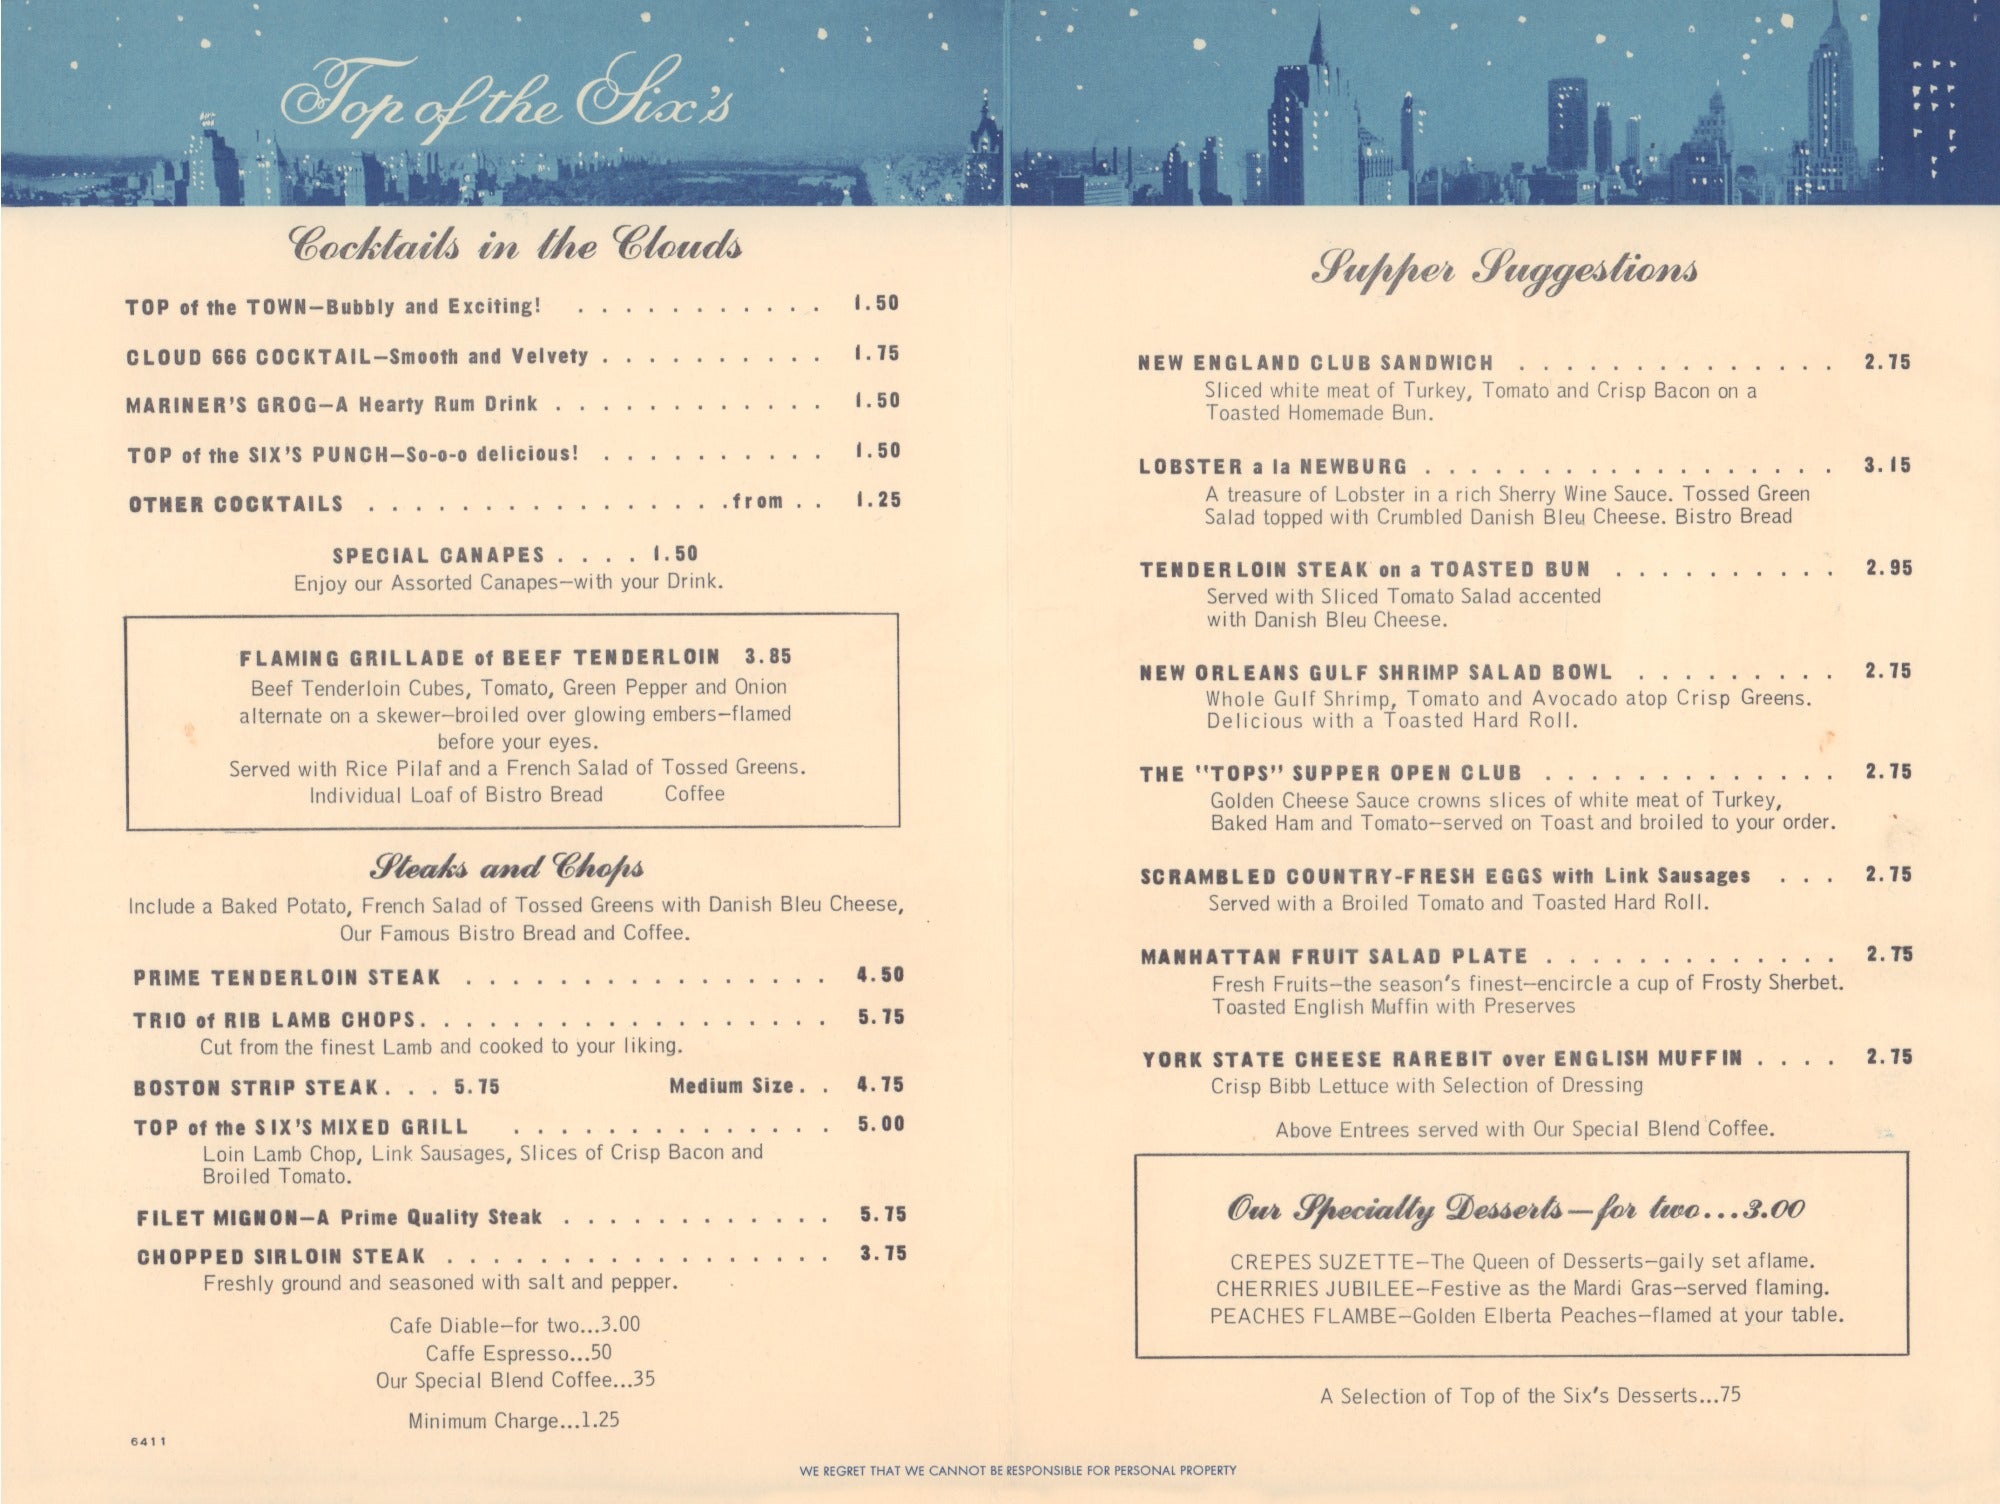 Top of the Six's
Cocktails in the Clouds
TOP of the TOWN—Bubbly and Exciting! . . . . . . . . . . . 1.50
CLOUD 666 COCKTAIL—Smooth and Velvety . . . . . . . . . . 1.75
MARINER'S GROG—A Hearty Rum Drink . . . . . . . . . . . . 1.50
TOP of the SIX'S PUNCH—So-o-o delicious! . . . . . . . . . . 1.50
OTHER COCKTAILS . . . . . . . . . . . . . . . .from . . 1.25
SPECIAL CANAPES . . . . 1.50
Enjoy our Assorted Canapes—with your Drink.
FLAMING GRILLADE of BEEF TENDERLOIN 3.85
Beef Tenderloin Cubes, Tomato, Green Pepper and Onion
alternate on a skewer—broiled over glowing embers—flamed
before your eyes.
Served with Rice Pilaf and a French Salad of Tossed Greens.
Individual Loaf of Bistro Bread Coffee
Steaks and Chops
Include a Baked Potato, French Salad of Tossed Greens with Danish Bleu Cheese,
Our Famous Bistro Bread and Coffee.
PRIME TENDERLOIN STEAK . . . . . . . . . . . . . . . . 4.50
TRIO of RIB LAMB CHOPS. . . . . . . . . . . . . . . . . . 5.75
Cut from the finest Lamb and cooked to your liking.
BOSTON STRIP STEAK. . . 5.75 Medium Size. . 4.75
TOP of the SIX'S MIXED GRILL . . . . . . . . . . . . . . 5.00
Loin Lamb Chop, Link Sausages, Slices of Crisp Bacon and
Broiled Tomato.
FILET MIGNON—A Prime Quality Steak . . . . . . . . . . . . 5.75
CHOPPED SIRLOIN STEAK . . . . . . . . . . . . . . . . . 3.75
Freshly ground and seasoned with salt and pepper.
Cafe Diable—for two...3.00
Caffe Espresso...50
Our Special Blend Coffee...35
Minimum Charge...1.25
6411
Supper Suggestions
NEW ENGLAND CLUB SANDWICH . . . . . . . . . . . . . . 2.75
Sliced white meat of Turkey, Tomato and Crisp Bacon on a
Toasted Homemade Bun.
LOBSTER a la NEWBURG . . . . . . . . . . . . . . . . . . 3.15
A treasure of Lobster in a rich Sherry Wine Sauce. Tossed Green
Salad topped with Crumbled Danish Bleu Cheese. Bistro Bread
TENDERLOIN STEAK on a TOASTED BUN . . . . . . . . . . 2.95
Served with Sliced Tomato Salad accented
with Danish Bleu Cheese.
NEW ORLEANS GULF SHRIMP SALAD BOWL . . . . . . . . . 2.75
Whole Gulf Shrimp, Tomato and Avocado atop Crisp Greens.
Delicious with a Toasted Hard Roll.
THE "TOPS" SUPPER OPEN CLUB . . . . . . . . . . . . . 2.75
Golden Cheese Sauce crowns slices of white meat of Turkey,
Baked Ham and Tomato—served on Toast and broiled to your order.
SCRAMBLED COUNTRY-FRESH EGGS with Link Sausages . . . 2.75
Served with a Broiled Tomato and Toasted Hard Roll.
MANHATTAN FRUIT SALAD PLATE . . . . . . . . . . . . . 2.75
Fresh Fruits—the season's finest—encircle a cup of Frosty Sherbet.
Toasted English Muffin with Preserves
YORK STATE CHEESE RAREBIT over ENGLISH MUFFIN . . . . 2.75
Crisp Bibb Lettuce with Selection of Dressing
Above Entrees served with Our Special Blend Coffee.
Our Specialty Desserts—for two...3.00
CREPES SUZETTE—The Queen of Desserts—gaily set aflame.
CHERRIES JUBILEE—Festive as the Mardi Gras—served flaming.
PEACHES FLAMBE—Golden Elberta Peaches—flamed at your table.
A Selection of Top of the Six's Desserts...75
WE REGRET THAT WE CANNOT BE RESPONSIBLE FOR PERSONAL PROPERTY